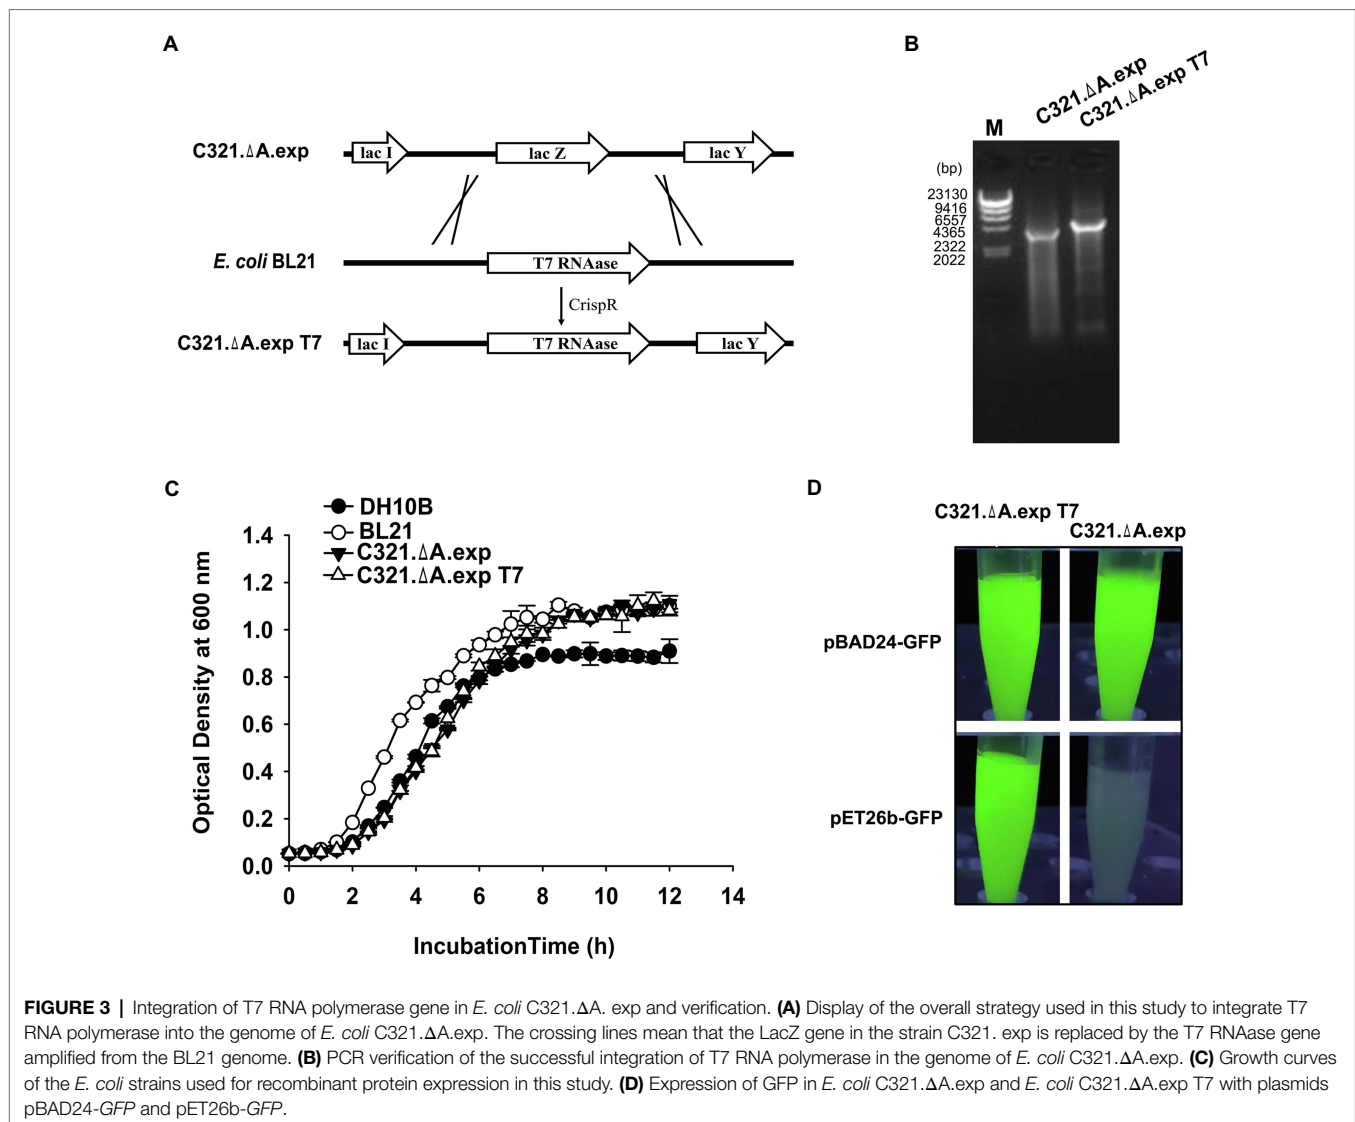 A
C321.ΔA.exp
lac I
lac Z
lac Y
E. coli BL21
T7 RNAase
CrispR
C321.ΔA.exp T7
lac I
T7 RNAase
lac Y
B
C321.ΔA.exp
C321.ΔA.exp T7
M
(bp)
23130
9416
6557
4365
2322
2022
C
DH10B
BL21
C321.ΔA.exp
C321.ΔA.exp T7
Optical Density at 600 nm
1.4
1.2
1.0
0.8
0.6
0.4
0.2
0.0
0 2 4 6 8 10 12 14
IncubationTime (h)
D
C321.ΔA.exp T7
C321.ΔA.exp
pBAD24-GFP
pET26b-GFP
FIGURE 3 | Integration of T7 RNA polymerase gene in E. coli C321.ΔA. exp and verification. (A) Display of the overall strategy used in this study to integrate T7
RNA polymerase into the genome of E. coli C321.ΔA.exp. The crossing lines mean that the LacZ gene in the strain C321. exp is replaced by the T7 RNAase gene
amplified from the BL21 genome. (B) PCR verification of the successful integration of T7 RNA polymerase in the genome of E. coli C321.ΔA.exp. (C) Growth curves
of the E. coli strains used for recombinant protein expression in this study. (D) Expression of GFP in E. coli C321.ΔA.exp and E. coli C321.ΔA.exp T7 with plasmids
pBAD24-GFP and pET26b-GFP.